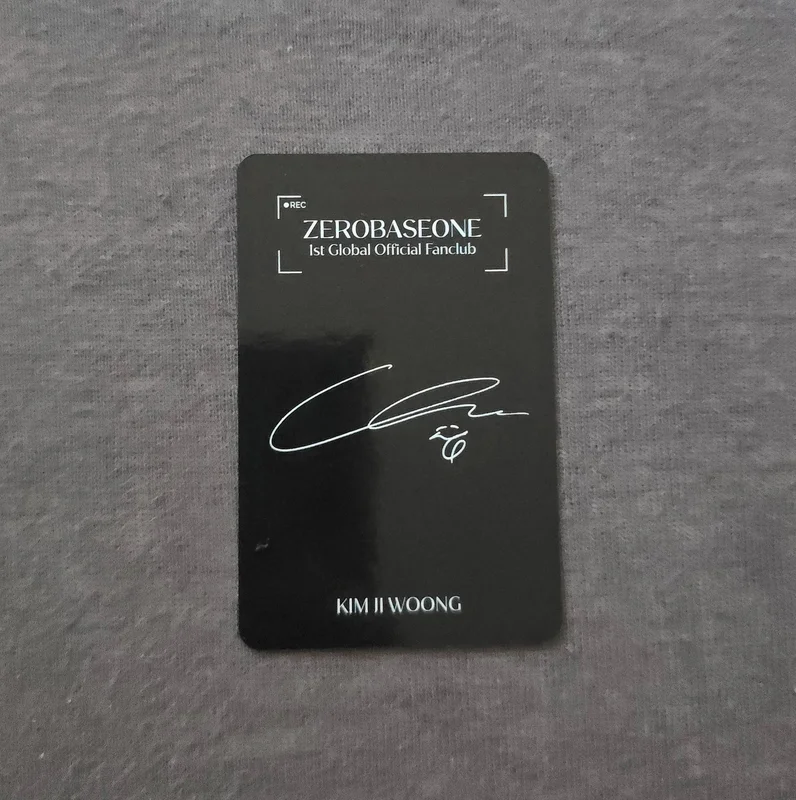 REC
ZEROBASEONE
1st Global Official Fanclub
KIM JI WOONG